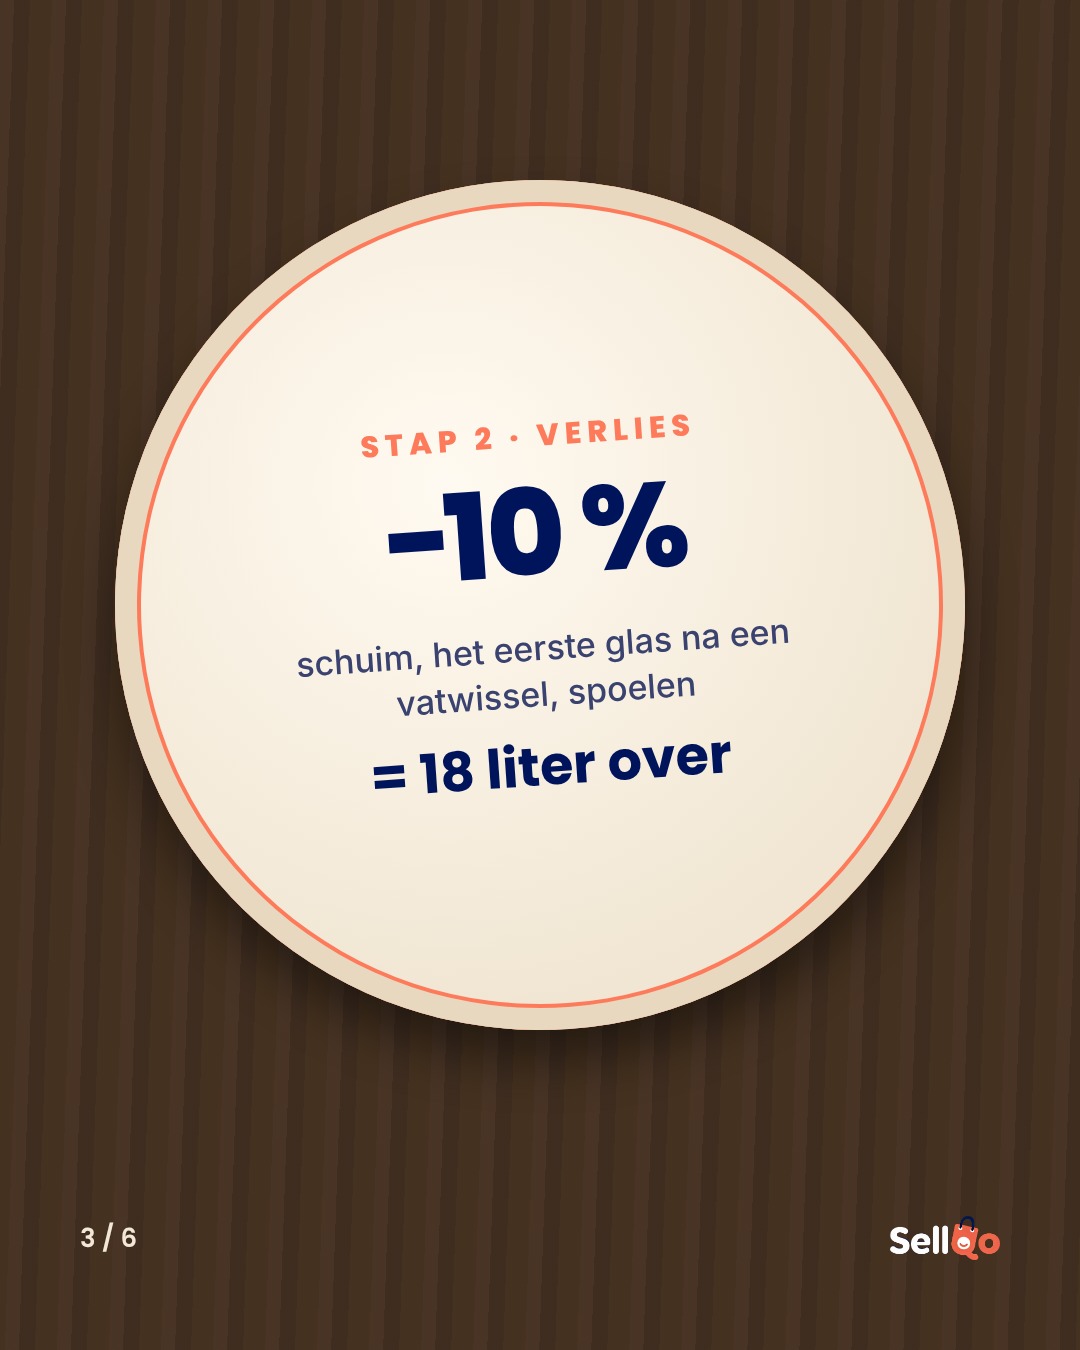 STAP 2 · VERLIES
–10 %
schuim, het eerste glas na een
vatwissel, spoelen
= 18 liter over
3 / 6
SellQo